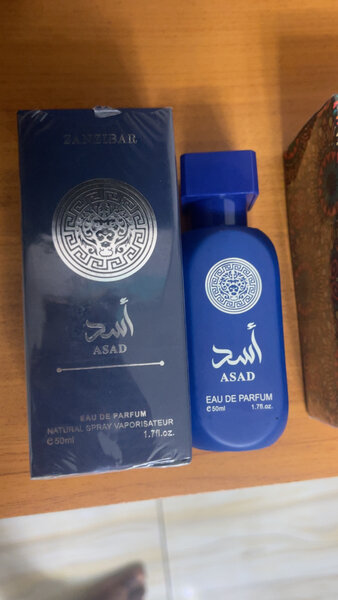 ZANZIBAR
أسد
ASAD
EAU DE PARFUM
NATURAL SPRAY VAPORISATEUR
℮50ml 1.7fl.oz.
أسد
ASAD
EAU DE PARFUM
℮50ml 1.7fl.oz.